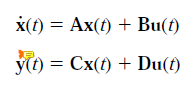 ẋ(t) = Ax(t) + Bu(t)
y(t) = Cx(t) + Du(t)